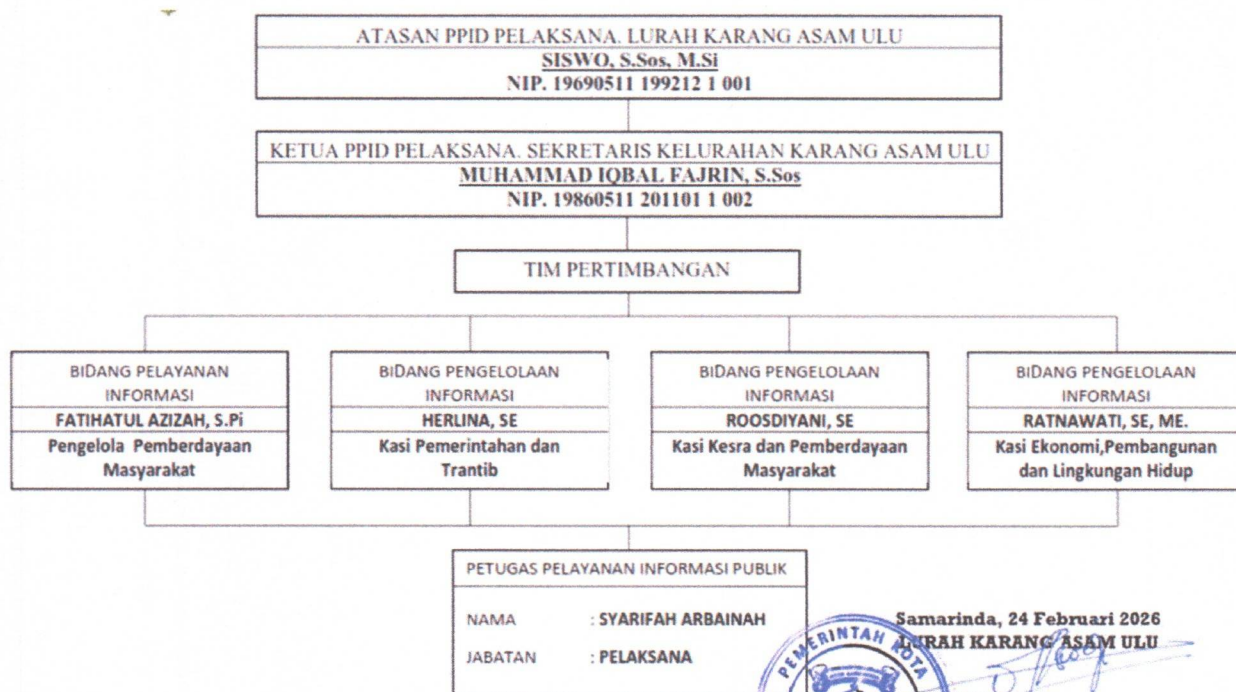 ATASAN PPID PELAKSANA. LURAH KARANG ASAM ULU
SISWO, S.Sos, M.Si
NIP. 19690511 199212 1 001
KETUA PPID PELAKSANA. SEKRETARIS KELURAHAN KARANG ASAM ULU
MUHAMMAD IQBAL FAJRIN, S.Sos
NIP. 19860511 201101 1 002
TIM PERTIMBANGAN
BIDANG PELAYANAN
INFORMASI
FATIHATUL AZIZAH, S.Pi
Pengelola Pemberdayaan
Masyarakat
BIDANG PENGELOLAAN
INFORMASI
HERLINA, SE
Kasi Pemerintahan dan
Trantib
BIDANG PENGELOLAAN
INFORMASI
ROOSDIYANI, SE
Kasi Kesra dan Pemberdayaan
Masyarakat
BIDANG PENGELOLAAN
INFORMASI
RATNAWATI, SE, ME.
Kasi Ekonomi,Pembangunan
dan Lingkungan Hidup
PETUGAS PELAYANAN INFORMASI PUBLIK
NAMA : SYARIFAH ARBAINAH
JABATAN : PELAKSANA
Samarinda, 24 Februari 2026
LURAH KARANG ASAM ULU
PEMERINTAH KOTA